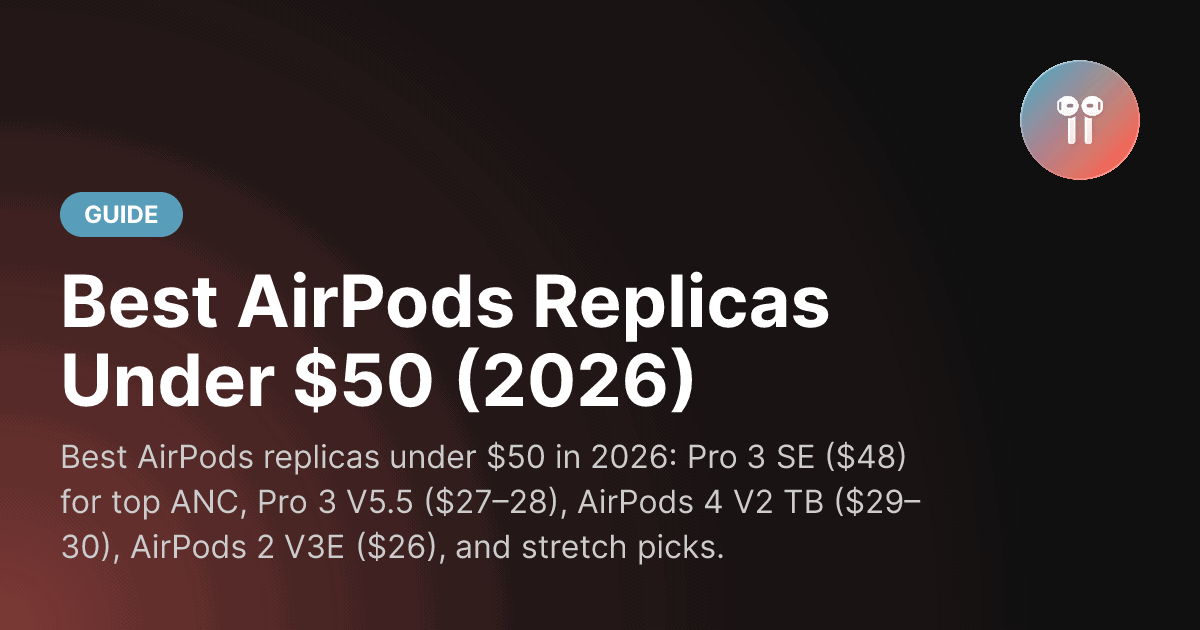 GUIDE
Best AirPods Replicas
Under $50 (2026)
Best AirPods replicas under $50 in 2026: Pro 3 SE ($48)
for top ANC, Pro 3 V5.5 ($27–28), AirPods 4 V2 TB ($29–
30), AirPods 2 V3E ($26), and stretch picks.